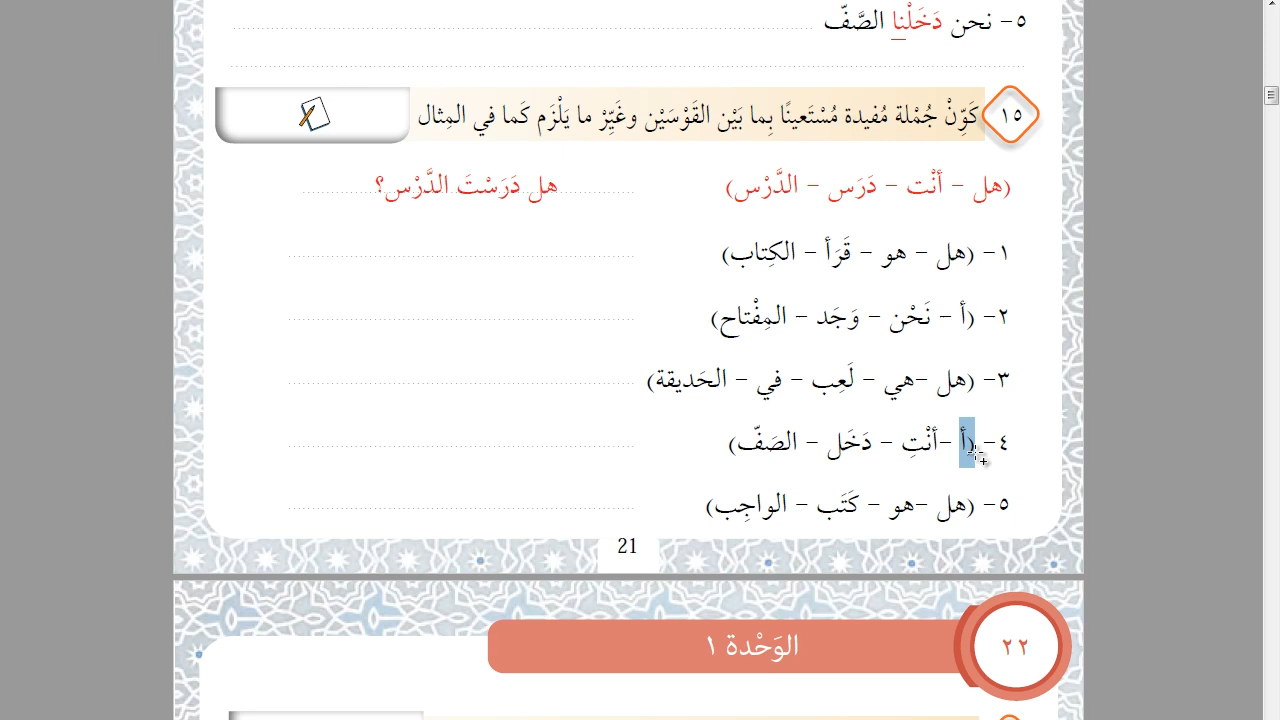 ٥- نحن دَخَلْنا الصَّفّ
١٥ كَوِّنْ جُمْلة مُفيدة مُسْتَعينًا بِما بَيْن القَوْسَيْن وغَيِّرْ ما يَلْزَم كَما في المِثال
(هل - أنْت - دَرَس - الدَّرْس) هل دَرَسْتَ الدَّرْس؟
١- (هل - هو - قَرَأ - الكِتاب)
٢- (أ - نَحْن - وَجَد - المِفْتاح)
٣- (هل -هي - لَعِب - في - الحَديقة)
٤- (أ -أنْتِ - دَخَل - الصَفّ)
٥- (هل -هو - كَتَب - الواجِب)
21
٢٢ الوَحْدة ١